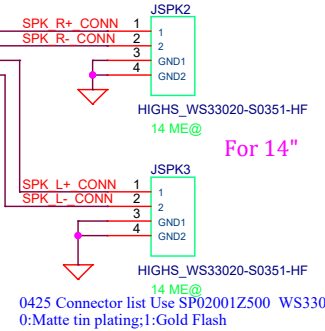 JSPK2
SPK_R+_CONN 1 1
SPK_R-_CONN 2 2
3 GND1
4 GND2
HIGHS_WS33020-S0351-HF
14 ME@
For 14"
JSPK3
SPK_L+_CONN 1 1
SPK_L-_CONN 2 2
3 GND1
4 GND2
HIGHS_WS33020-S0351-HF
14 ME@
0425 Connector list Use SP02001Z500 WS330
0:Matte tin plating;1:Gold Flash